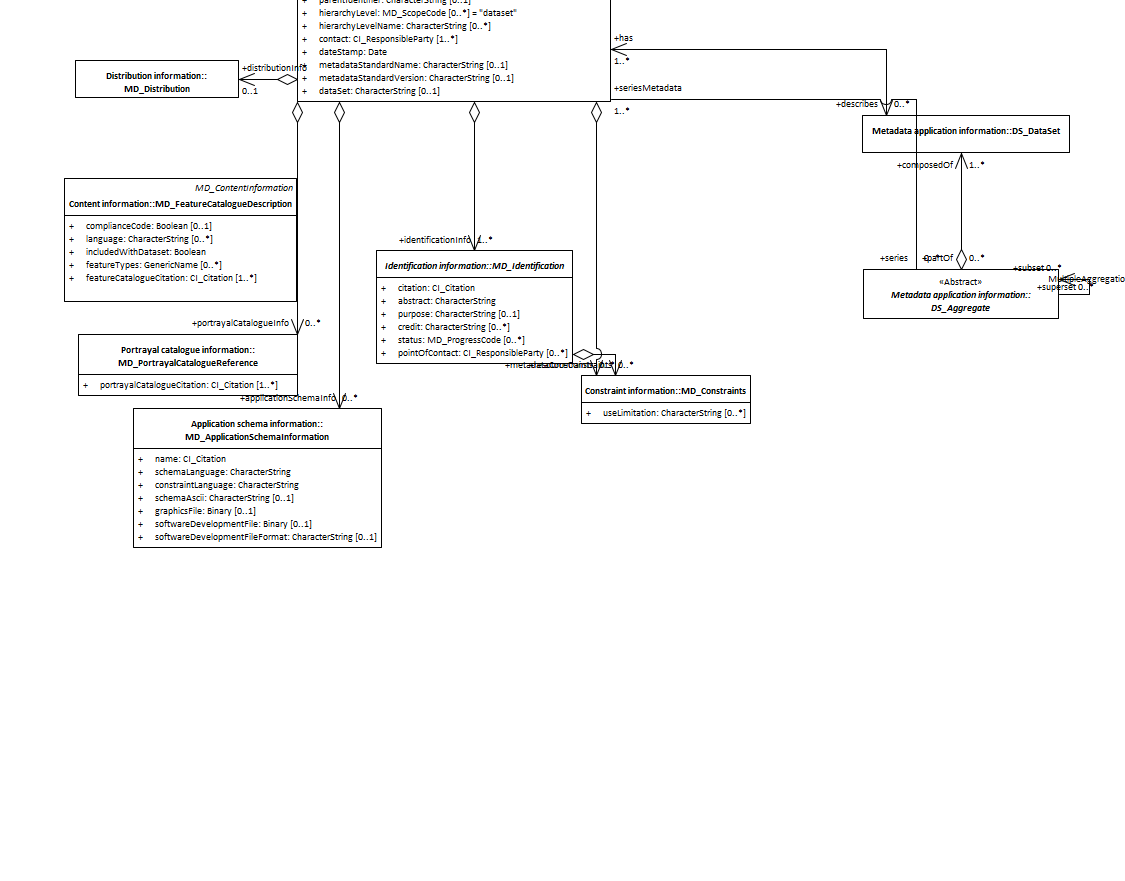 parentIdentifier: CharacterString [0..1]
+ hierarchyLevel: MD_ScopeCode [0..*] = "dataset"
+ hierarchyLevelName: CharacterString [0..*]
+ contact: CI_ResponsibleParty [1..*]
+ dateStamp: Date
+ metadataStandardName: CharacterString [0..1]
+ metadataStandardVersion: CharacterString [0..1]
+ dataSet: CharacterString [0..1]
+has
1..*
+seriesMetadata
1..*
+distributionInfo
0..1
Distribution information::
MD_Distribution
+describes 0..*
Metadata application information::DS_DataSet
+composedOf 1..*
+series
+partOf 0..*
+subset 0..*
+superset 0..*
«Abstract»
Metadata application information::
DS_Aggregate
MD_ContentInformation
Content information::MD_FeatureCatalogueDescription
+ complianceCode: Boolean [0..1]
+ language: CharacterString [0..*]
+ includedWithDataset: Boolean
+ featureTypes: GenericName [0..*]
+ featureCatalogueCitation: CI_Citation [1..*]
+identificationInfo 1..*
Identification information::MD_Identification
+ citation: CI_Citation
+ abstract: CharacterString
+ purpose: CharacterString [0..1]
+ credit: CharacterString [0..*]
+ status: MD_ProgressCode [0..*]
+ pointOfContact: CI_ResponsibleParty [0..*]
0..*
+portrayalCatalogueInfo 0..*
Portrayal catalogue information::
MD_PortrayalCatalogueReference
+ portrayalCatalogueCitation: CI_Citation [1..*]
Constraint information::MD_Constraints
+ useLimitation: CharacterString [0..*]
+applicationSchemaInfo 0..*
Application schema information::
MD_ApplicationSchemaInformation
+ name: CI_Citation
+ schemaLanguage: CharacterString
+ constraintLanguage: CharacterString
+ schemaAscii: CharacterString [0..1]
+ graphicsFile: Binary [0..1]
+ softwareDevelopmentFile: Binary [0..1]
+ softwareDevelopmentFileFormat: CharacterString [0..1]